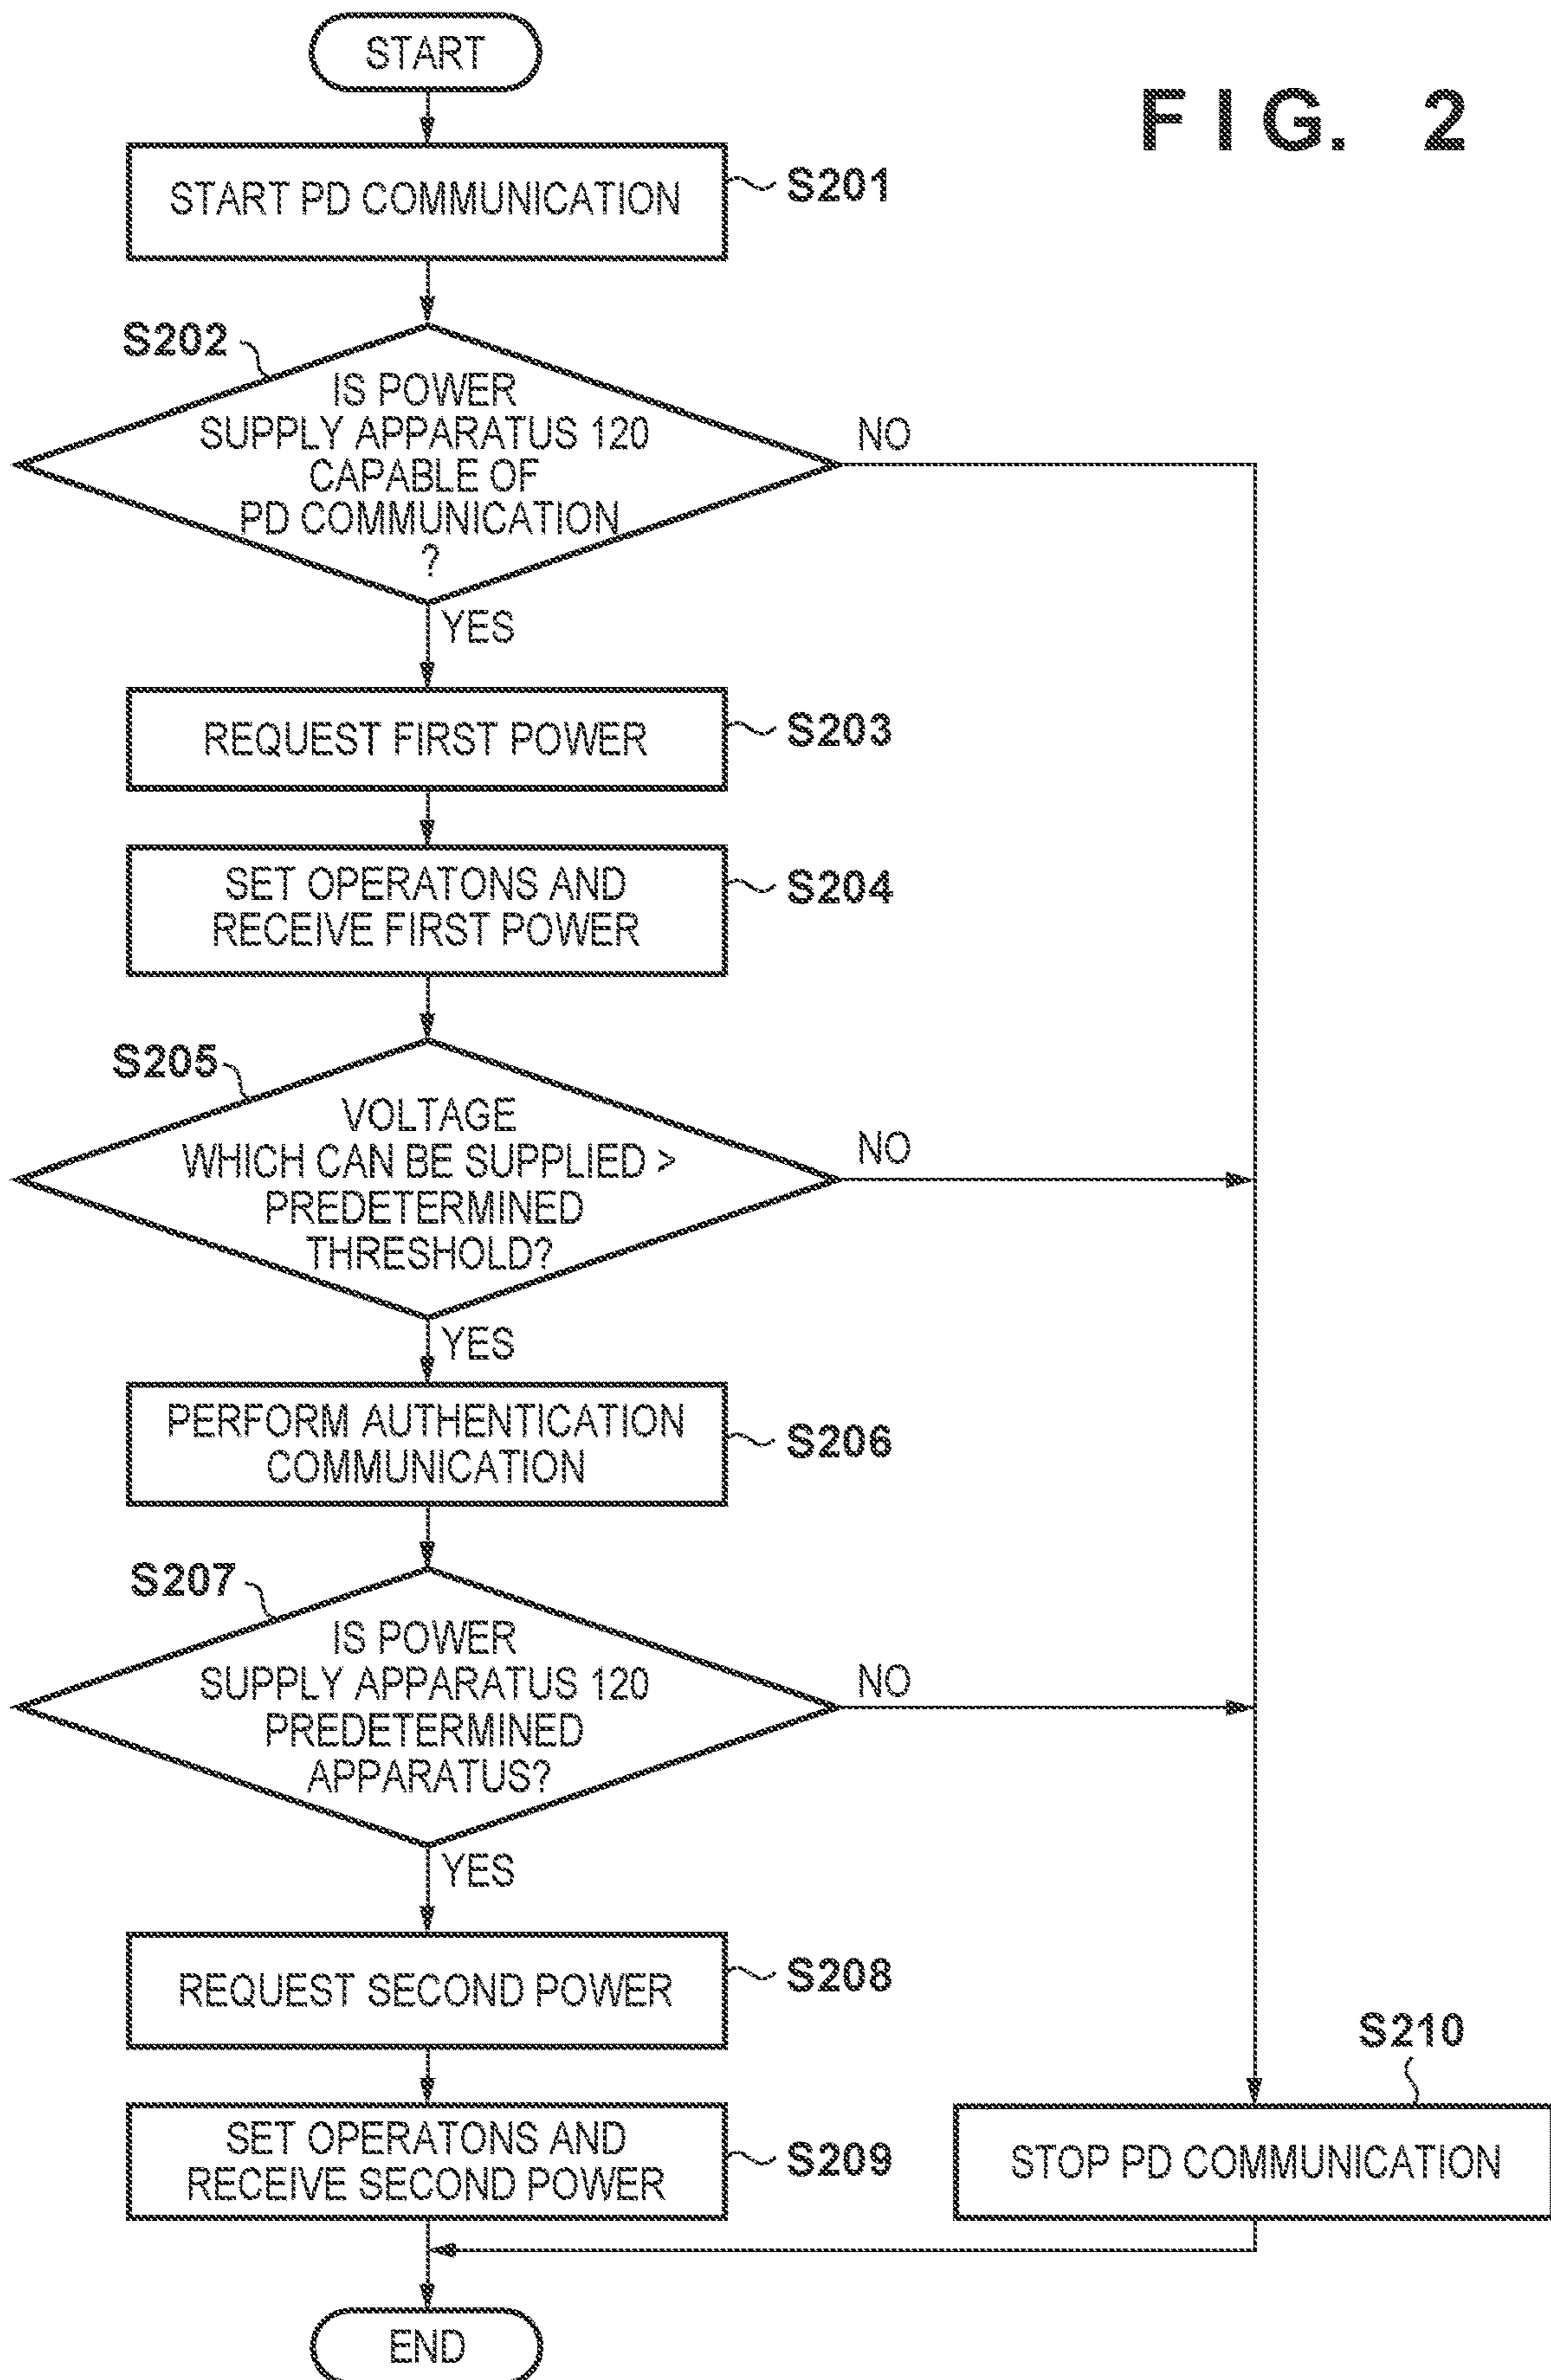 START
FIG. 2
START PD COMMUNICATION
S201
S202
IS POWER
SUPPLY APPARATUS 120
CAPABLE OF
PD COMMUNICATION
?
NO
YES
REQUEST FIRST POWER
S203
SET OPERATONS AND
RECEIVE FIRST POWER
S204
S205
VOLTAGE
WHICH CAN BE SUPPLIED >
PREDETERMINED
THRESHOLD?
NO
YES
PERFORM AUTHENTICATION
COMMUNICATION
S206
S207
IS POWER
SUPPLY APPARATUS 120
PREDETERMINED
APPARATUS?
NO
YES
REQUEST SECOND POWER
S208
SET OPERATONS AND
RECEIVE SECOND POWER
S209
S210
STOP PD COMMUNICATION
END